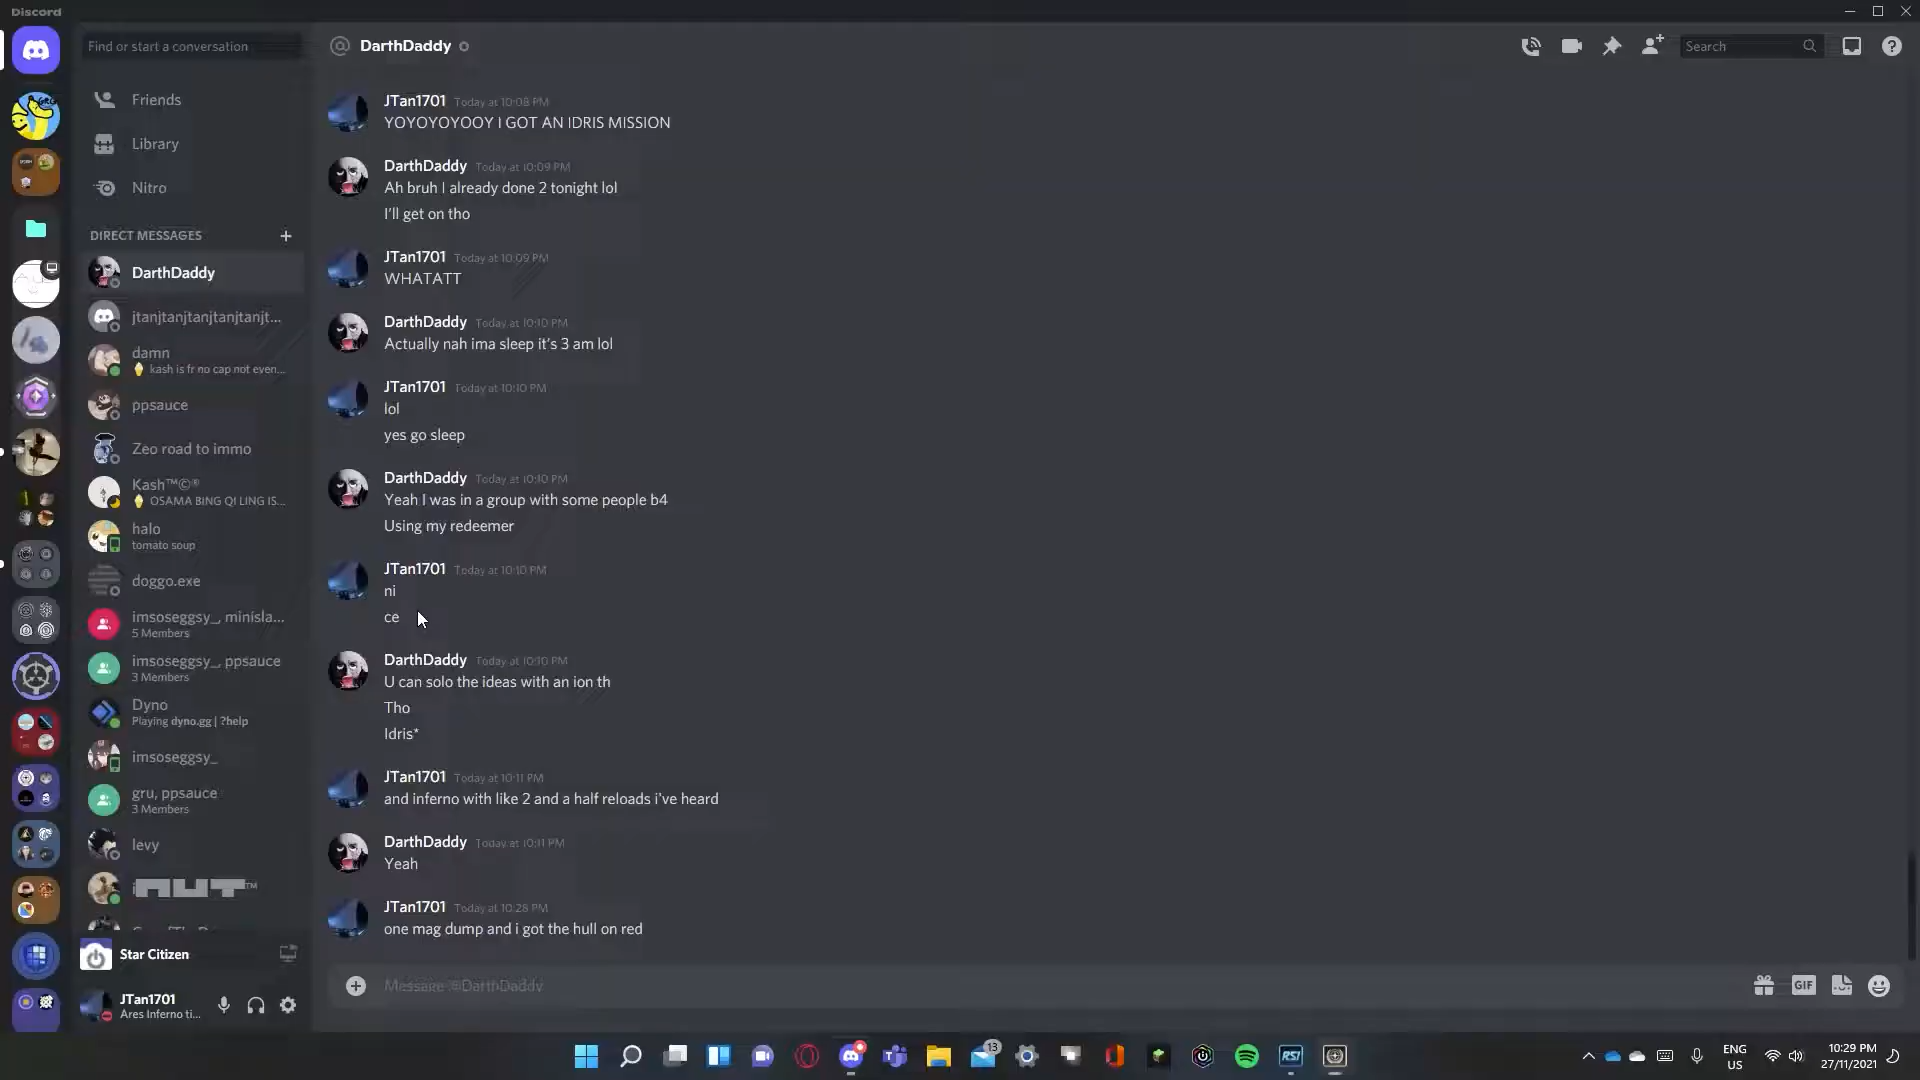 Discord
Find or start a conversation
Friends
Library
Nitro
DIRECT MESSAGES
DarthDaddy
jtanjtanjtanjtanjtanjt...
damn
kash is fr no cap not even...
ppsauce
Zeo road to immo
Kash™©®
OSAMA BING QI LING IS...
halo
tomato soup
doggo.exe
imsoseggsy_, minisla...
5 Members
imsoseggsy_, ppsauce
3 Members
Dyno
Playing dyno.gg | ?help
imsoseggsy_
gru, ppsauce
3 Members
levy
Star Citizen
JTan1701
Ares Inferno ti...
DarthDaddy
Search
JTan1701 Today at 10:08 PM
YOYOYOYOOY I GOT AN IDRIS MISSION
DarthDaddy Today at 10:09 PM
Ah bruh I already done 2 tonight lol
I'll get on tho
JTan1701 Today at 10:09 PM
WHATATT
DarthDaddy Today at 10:10 PM
Actually nah ima sleep it's 3 am lol
JTan1701 Today at 10:10 PM
lol
yes go sleep
DarthDaddy Today at 10:10 PM
Yeah I was in a group with some people b4
Using my redeemer
JTan1701 Today at 10:10 PM
ni
ce
DarthDaddy Today at 10:10 PM
U can solo the ideas with an ion th
Tho
Idris*
JTan1701 Today at 10:11 PM
and inferno with like 2 and a half reloads i've heard
DarthDaddy Today at 10:11 PM
Yeah
JTan1701 Today at 10:28 PM
one mag dump and i got the hull on red
Message @DarthDaddy
GIF
13
RSI
ENG
US
10:29 PM
27/11/2021